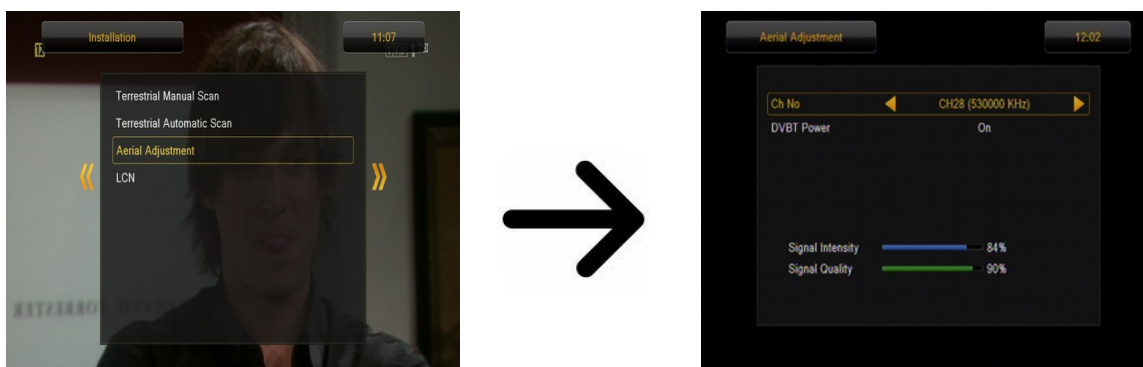 Installation
11:07
Terrestrial Manual Scan
Terrestrial Automatic Scan
Aerial Adjustment
LCN
FORRESTER
Aerial Adjustment
12:02
Ch No CH28 (530000 KHz)
DVBT Power On
Signal Intensity 84%
Signal Quality 90%